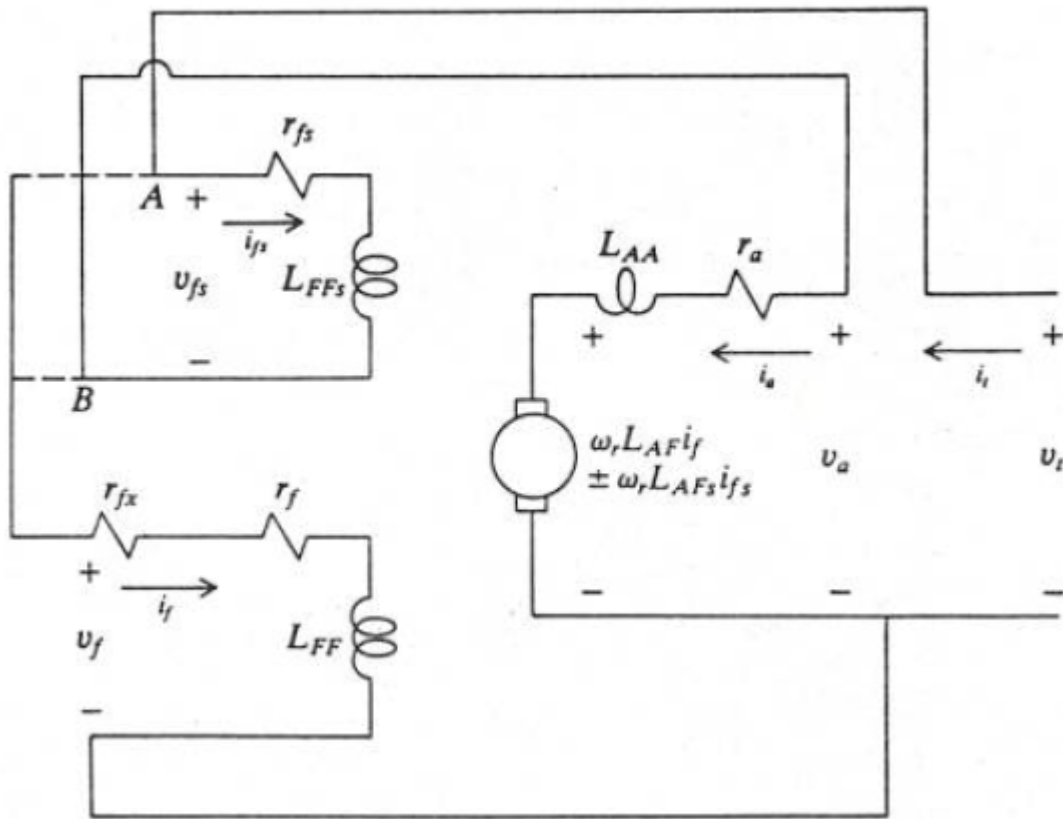 r_fs
A
+
i_fs
L_AA
r_a
v_fs
L_FFs
+
+
+
−
i_a
i_t
B
ω_r L_AF i_f
± ω_r L_AFs i_fs
v_a
v_t
r_fx
r_f
+
i_f
−
−
−
v_f
L_FF
−